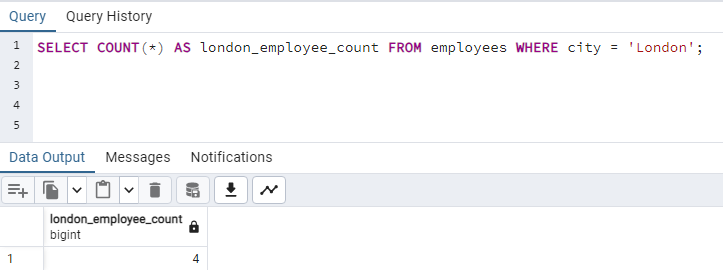 Query Query History
1 SELECT COUNT(*) AS london_employee_count FROM employees WHERE city = 'London';
2
3
4
5
Data Output Messages Notifications
london_employee_count
bigint
1 4